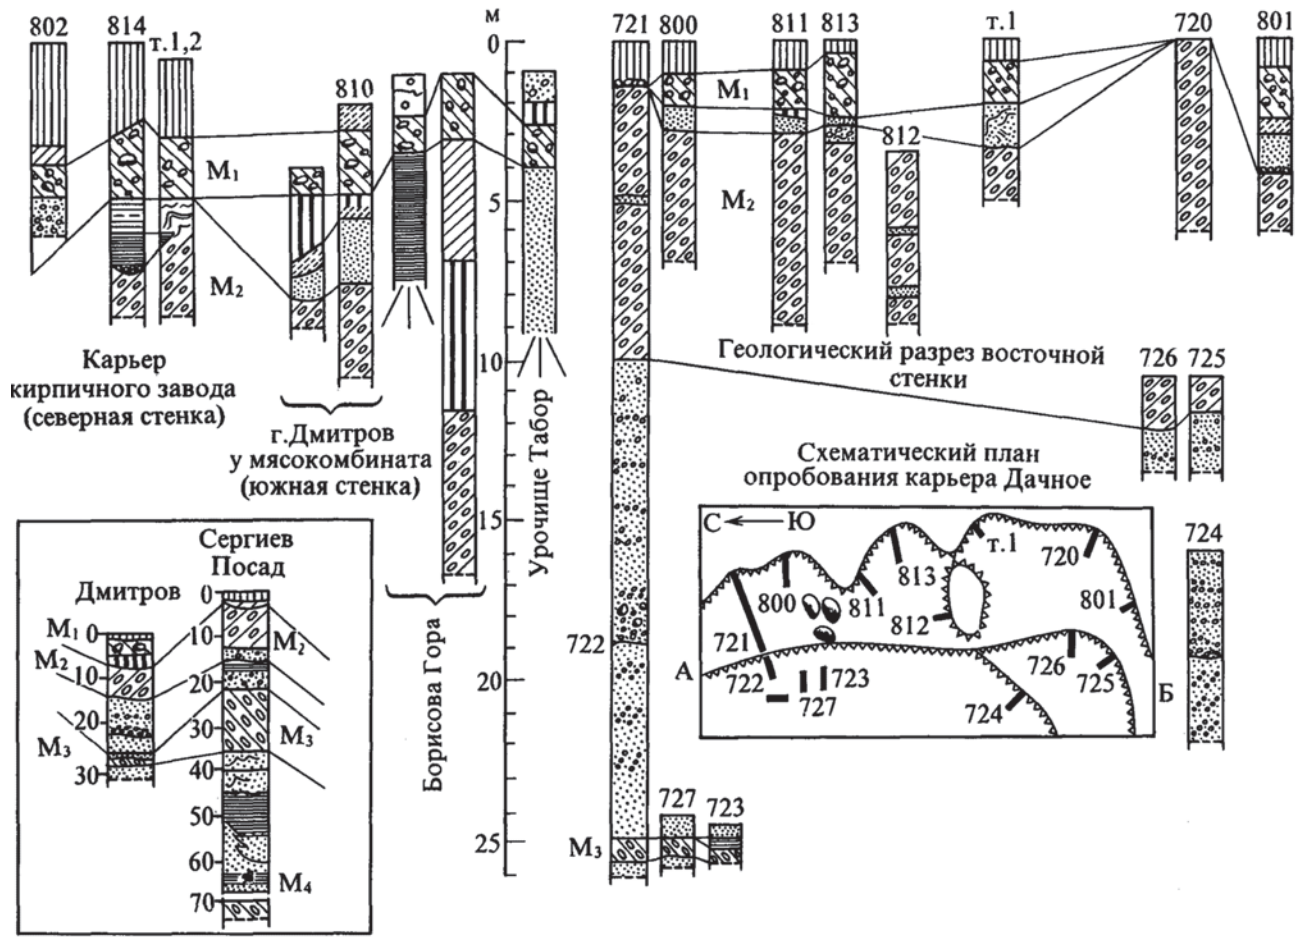 802
814
т.1,2
810
м
0
5
10
15
20
25
721
800
811
813
т.1
720
801
812
M₁
M₂
M₁
M₂
Карьер
кирпичного завода
(северная стенка)
г.Дмитров
у мясокомбината
(южная стенка)
Борисова Гора
Урочище Табор
Геологический разрез восточной
стенки
726
725
Схематический план
опробования карьера Дачное
С
Ю
т.1
720
813
800
811
801
812
721
722
723
727
726
725
724
А
Б
724
722
727
723
M₃
Сергиев
Посад
Дмитров
M₁
0
M₂
10
20
M₃
30
0
10
20
30
40
50
60
70
M₂
M₃
M₄